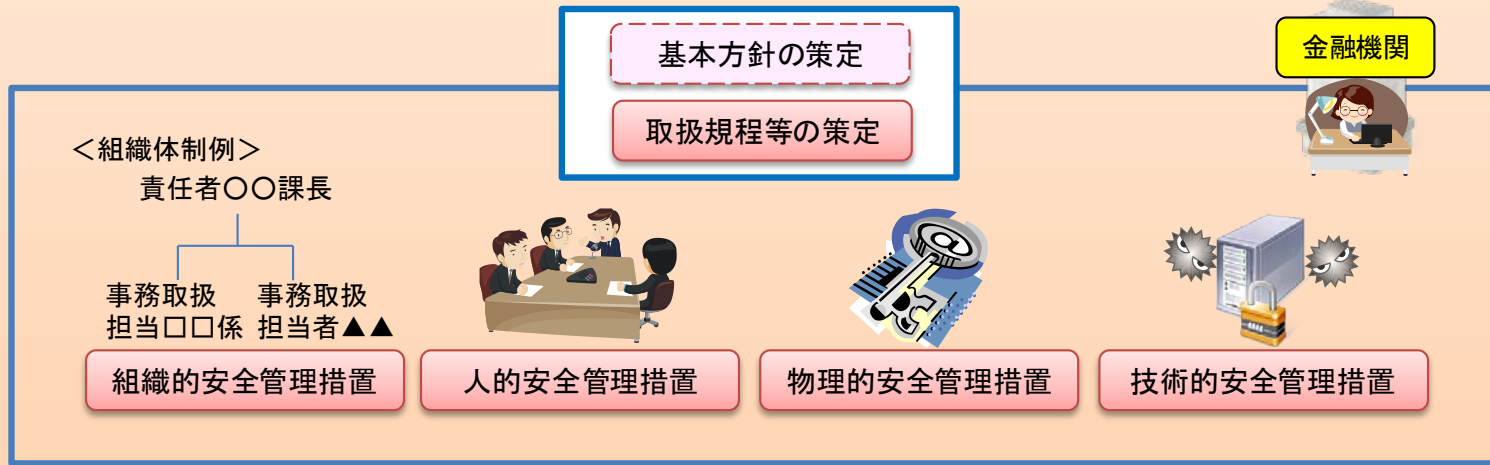 基本方針の策定
取扱規程等の策定
金融機関
＜組織体制例＞
責任者〇〇課長
事務取扱
担当□□係
事務取扱
担当者▲▲
組織的安全管理措置
人的安全管理措置
物理的安全管理措置
技術的安全管理措置